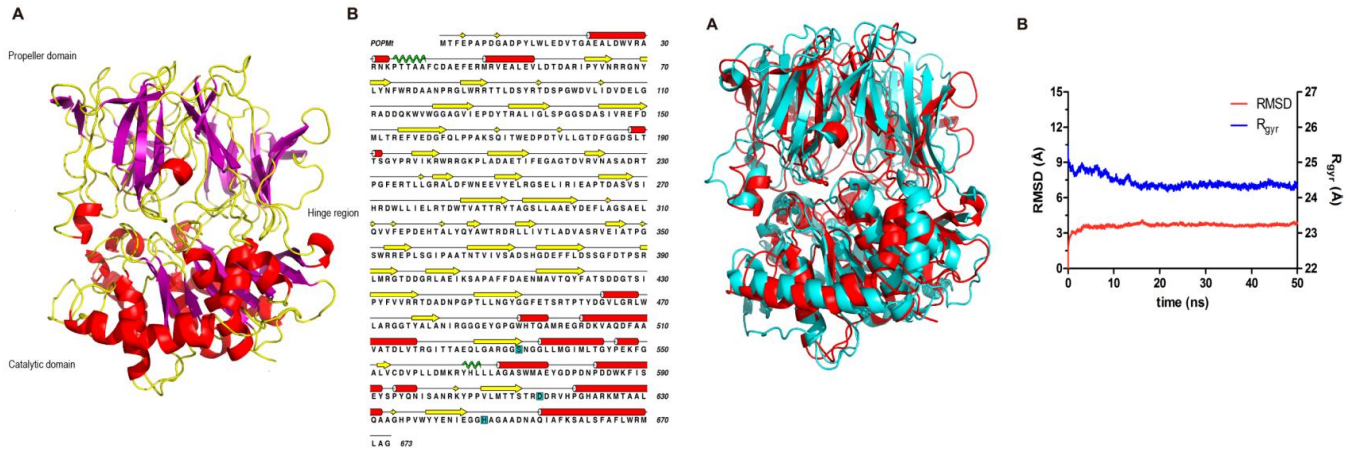 A
Propeller domain
Hinge region
Catalytic domain
B
POPMt MTFEPAPDGADPYLWLEDVTGAEALDWVRA 30
RNKPTTAAFCDAEFERMRVEALEVLDTDARIPYVNRRGNY 70
LYNFWRDAANPRGLWRRTTLDSYRTDSPGWDVLIDVDELG 110
RADDQKWVWGGAGVIEPDYTRALIGLSPGGSDASIVREFD 150
MLTREFVEDGFQLPPAKSQITWEDPDTVLLGTDFGGDSLT 190
TSGYPRVIKRWRRGKPLADAETIFEGAGTDVRVNASADRT 230
PGFERTLLGRALDFWNEEVYELRGSELIRIEAPTDASVSI 270
HRDWLLIELRTDWTVATTRYTAGSLLAAEYDEFLAGSAEL 310
QVVFEPDEHTALYQYAWTRDRLLIVTLADVASRVEIATPG 350
SWRREPLSGIPAATNTVIVSADSHGDEFFLDSSGFDTPSR 390
LMRGTDDGRLAEIKSAPAFFDAENMAVTQYFATSDDGTSI 430
PYFVVRRTDADNPGPTLLNGYGGFETSRTPTYDGVLGRLW 470
LARGGTYALANIRGGGEYGPGWHTQAMREGRDKVAQDFAA 510
VATDLVTRGITTAEQLGARGGSNGGLLMGIMLTGYPEKFG 550
ALVCDVPLLDMKRYHLLLAGASWMAEYGDPDNPDDWKFIS 590
EYSPYQNISANRKYPPVLMTTSTRDDRVHPGHARKMTAAL 630
QAAGHPVWYYENIEGGHAGAADNAQIAFKSALSFAFLWRM 670
LAG 673
A
B
RMSD
Rgyr
RMSD (Å)
15
12
9
6
3
0
27
26
25
24
23
22
Rgyr (Å)
0 10 20 30 40 50
time (ns)